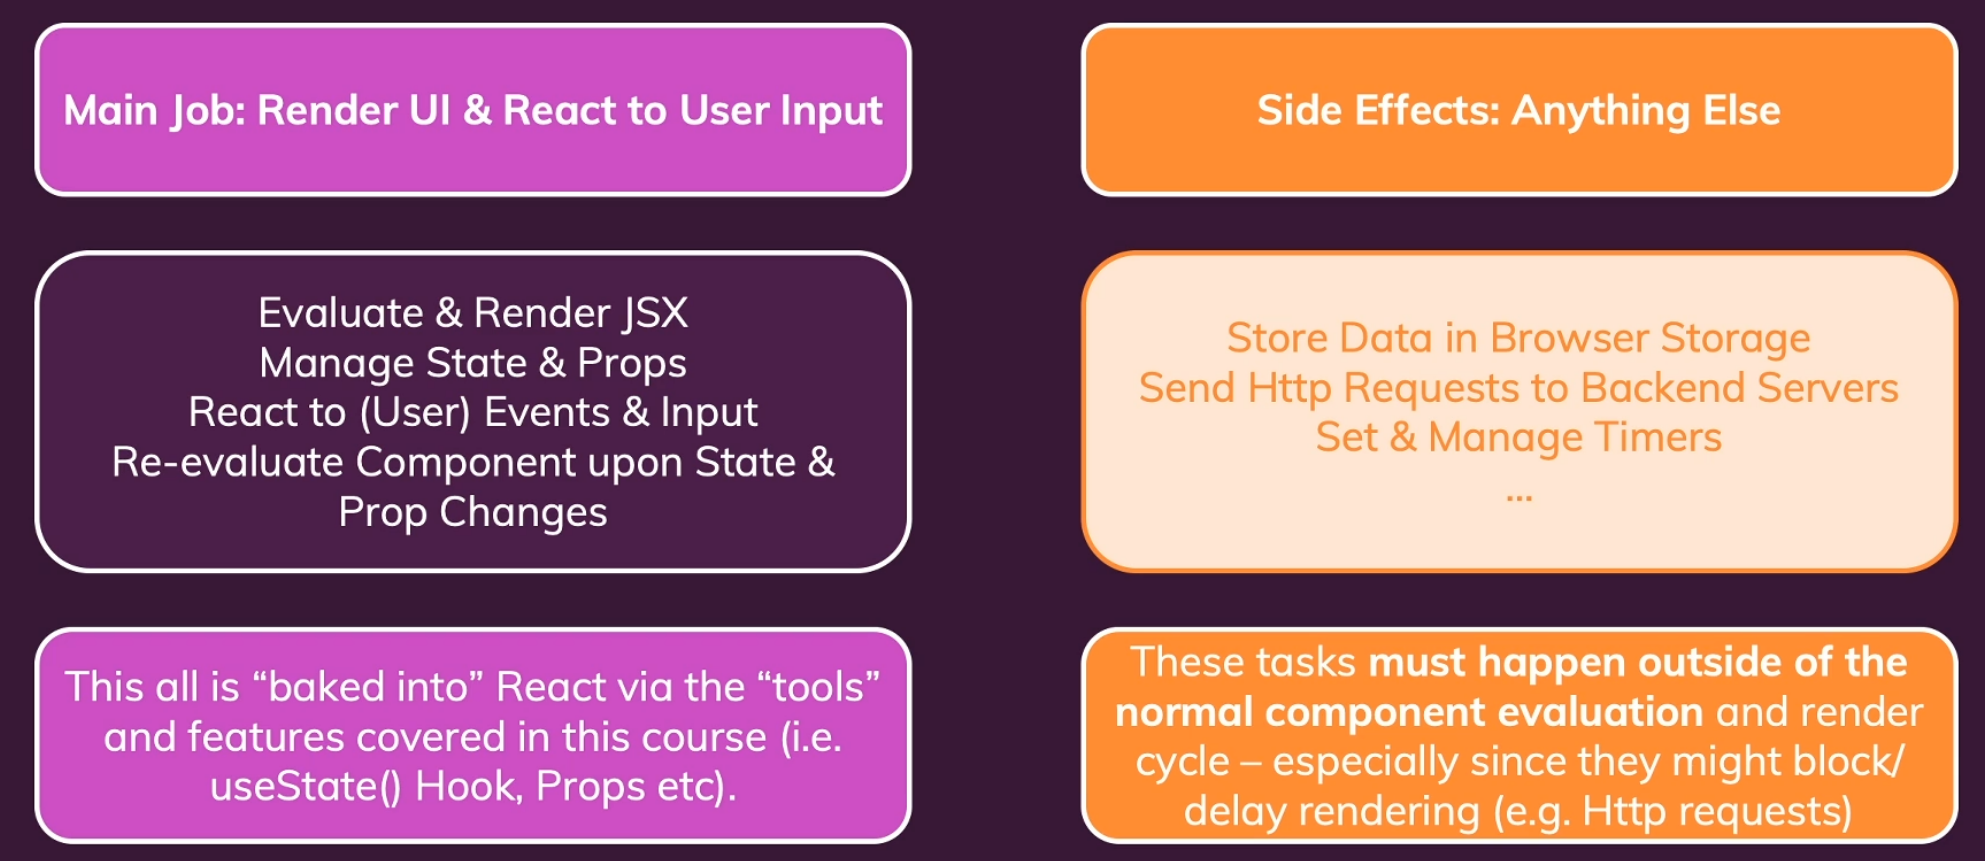 Main Job: Render UI & React to User Input
Evaluate & Render JSX
Manage State & Props
React to (User) Events & Input
Re-evaluate Component upon State &
Prop Changes
This all is “baked into” React via the “tools”
and features covered in this course (i.e.
useState() Hook, Props etc).
Side Effects: Anything Else
Store Data in Browser Storage
Send Http Requests to Backend Servers
Set & Manage Timers
...
These tasks must happen outside of the
normal component evaluation and render
cycle – especially since they might block/
delay rendering (e.g. Http requests)